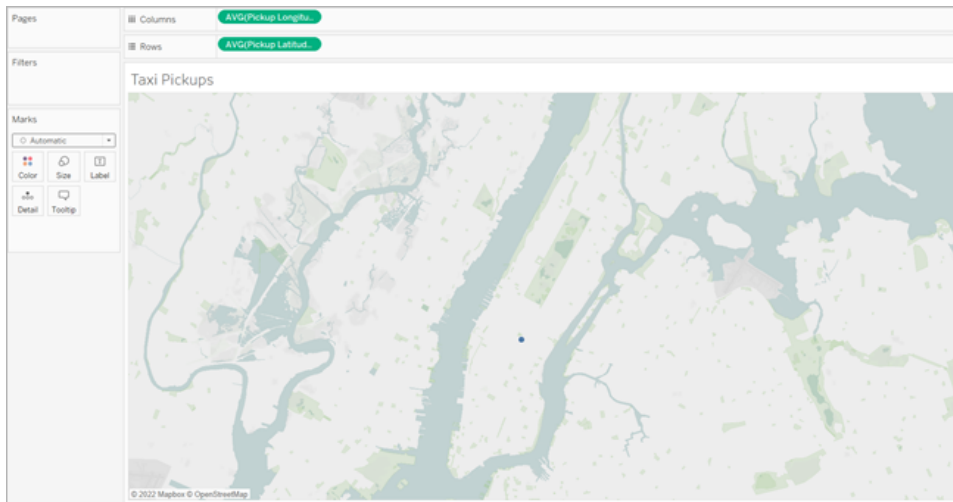 Pages
Columns
AVG(Pickup Longitu..
Rows
AVG(Pickup Latitud..
Filters
Taxi Pickups
Marks
Automatic
Color
Size
Label
Detail
Tooltip
© 2022 Mapbox © OpenStreetMap